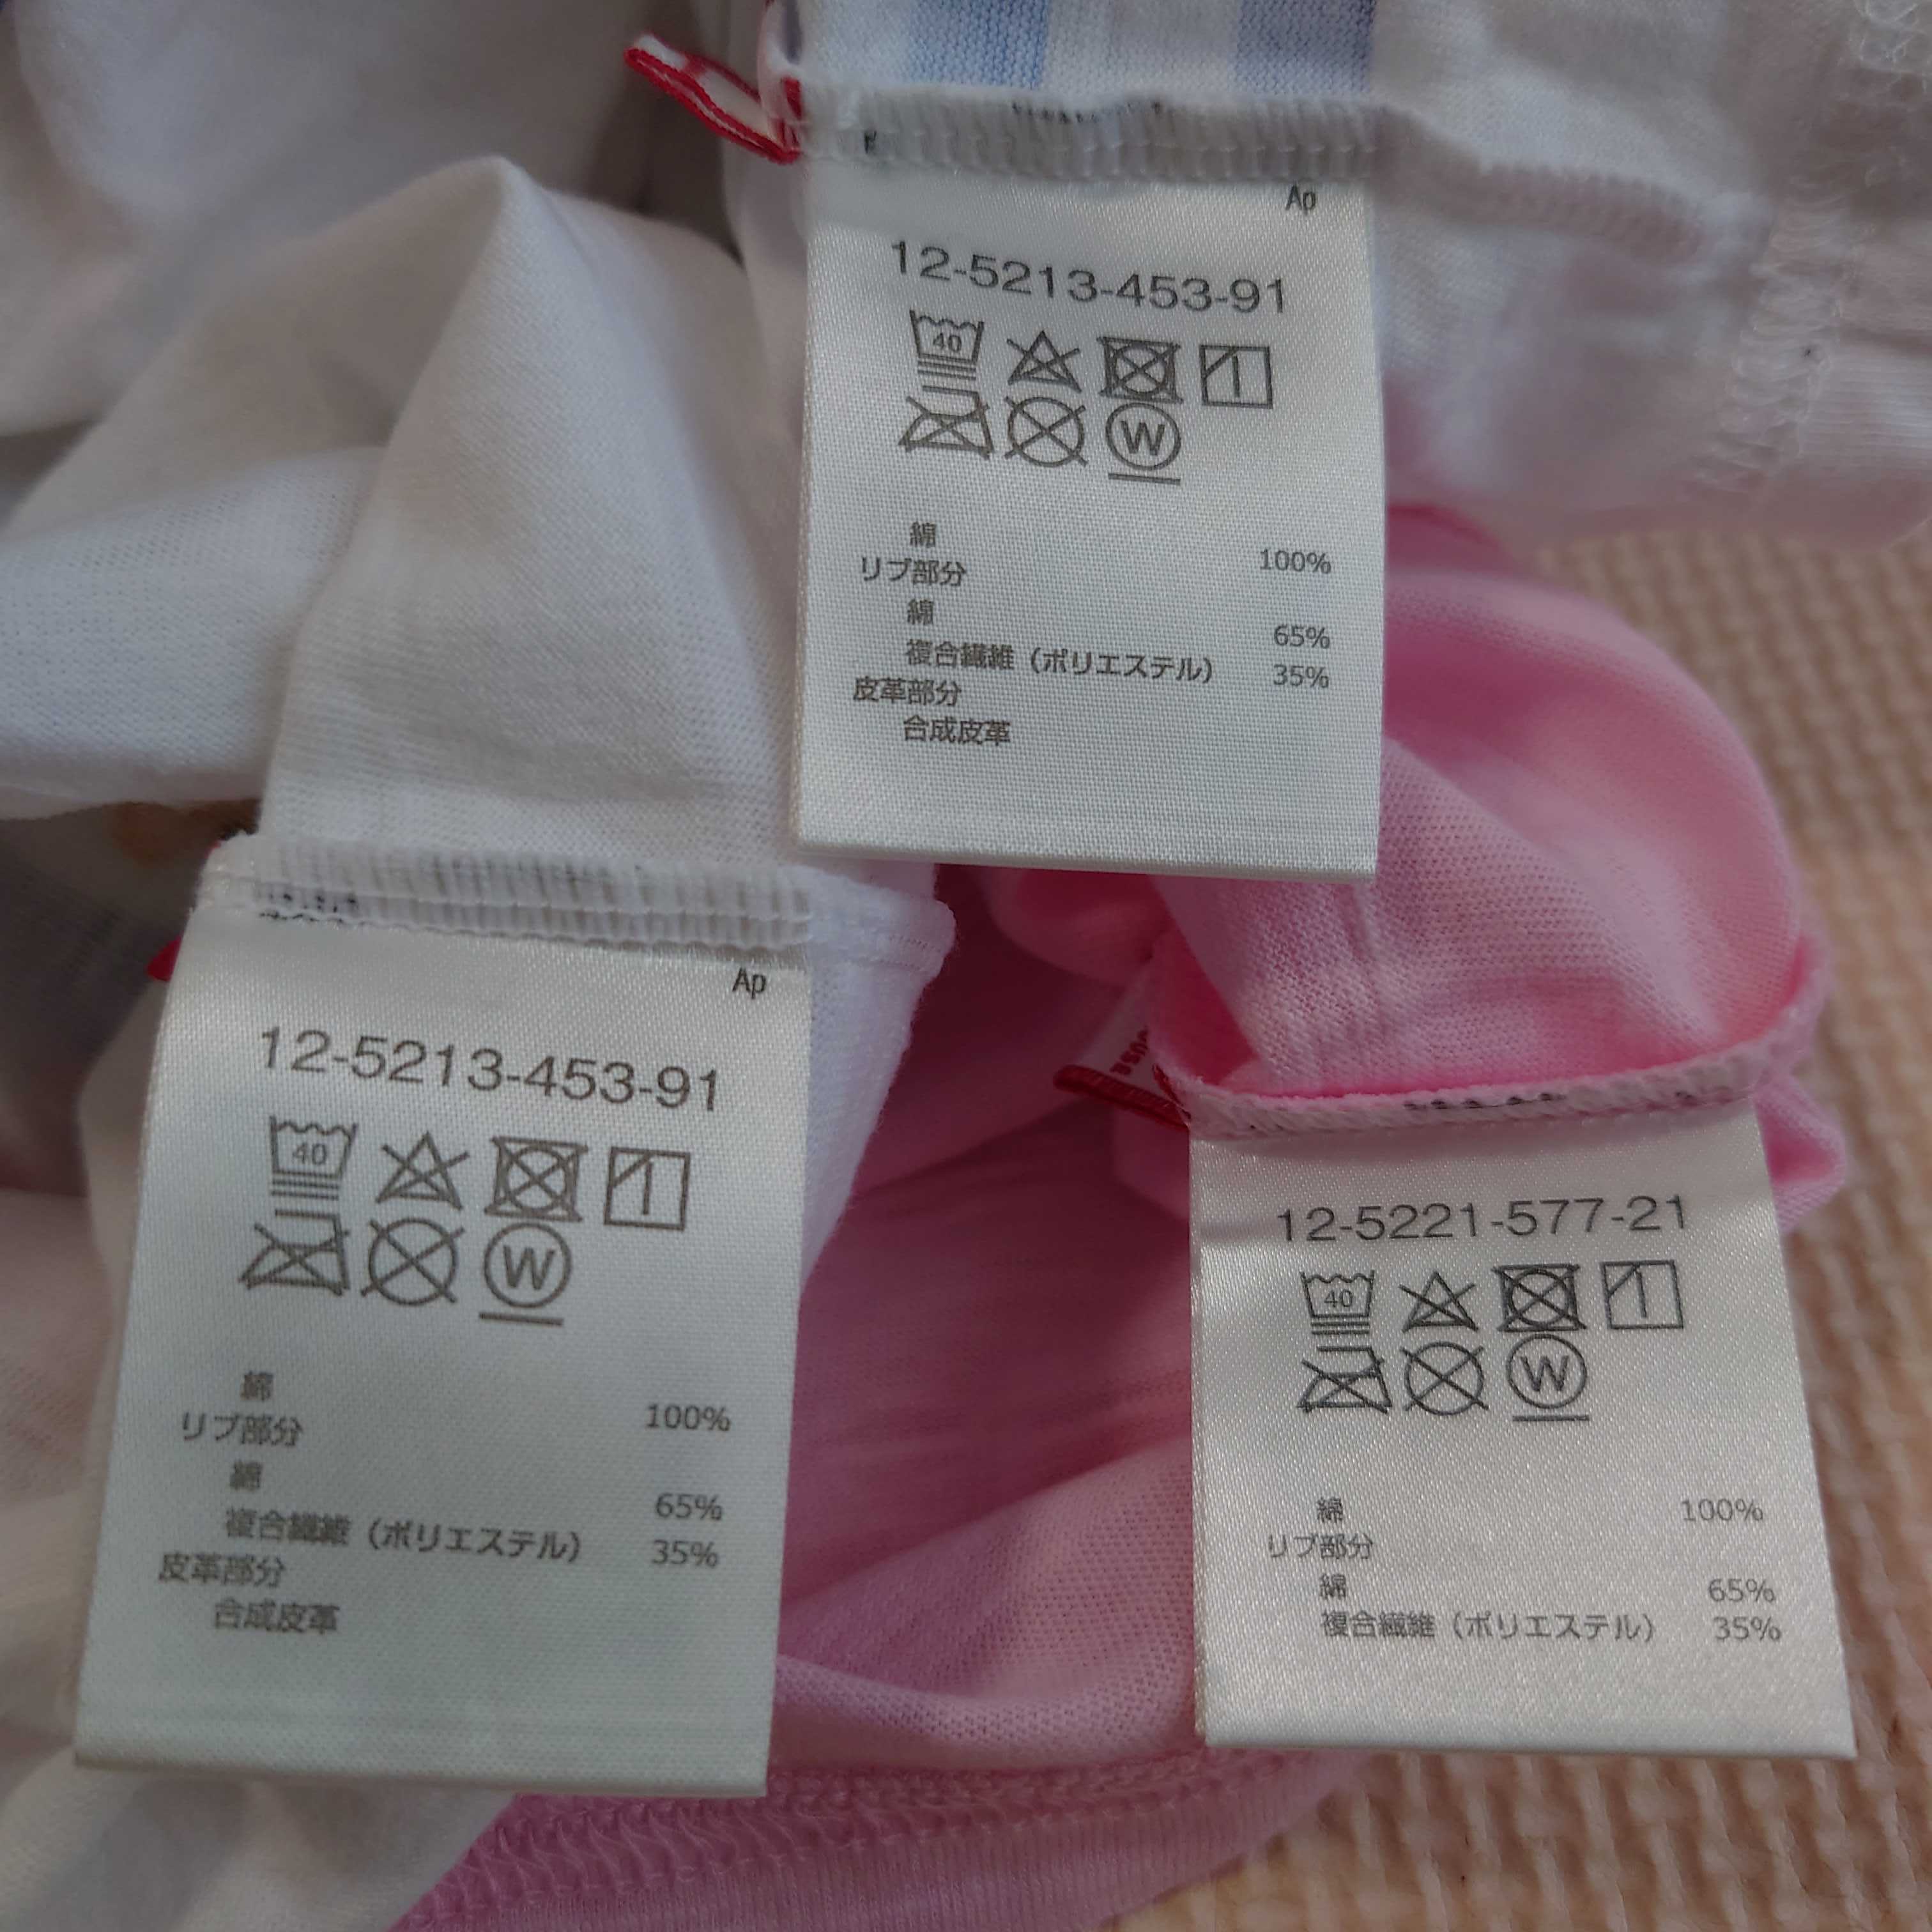 Ap
12-5213-453-91
40
W
綿
100%
リブ部分
綿
65%
複合繊維（ポリエステル）
35%
皮革部分
合成皮革
Ap
12-5213-453-91
40
W
綿
100%
リブ部分
綿
65%
複合繊維（ポリエステル）
35%
皮革部分
合成皮革
12-5221-577-21
40
W
綿 100%
リブ部分
綿 65%
複合繊維（ポリエステル） 35%